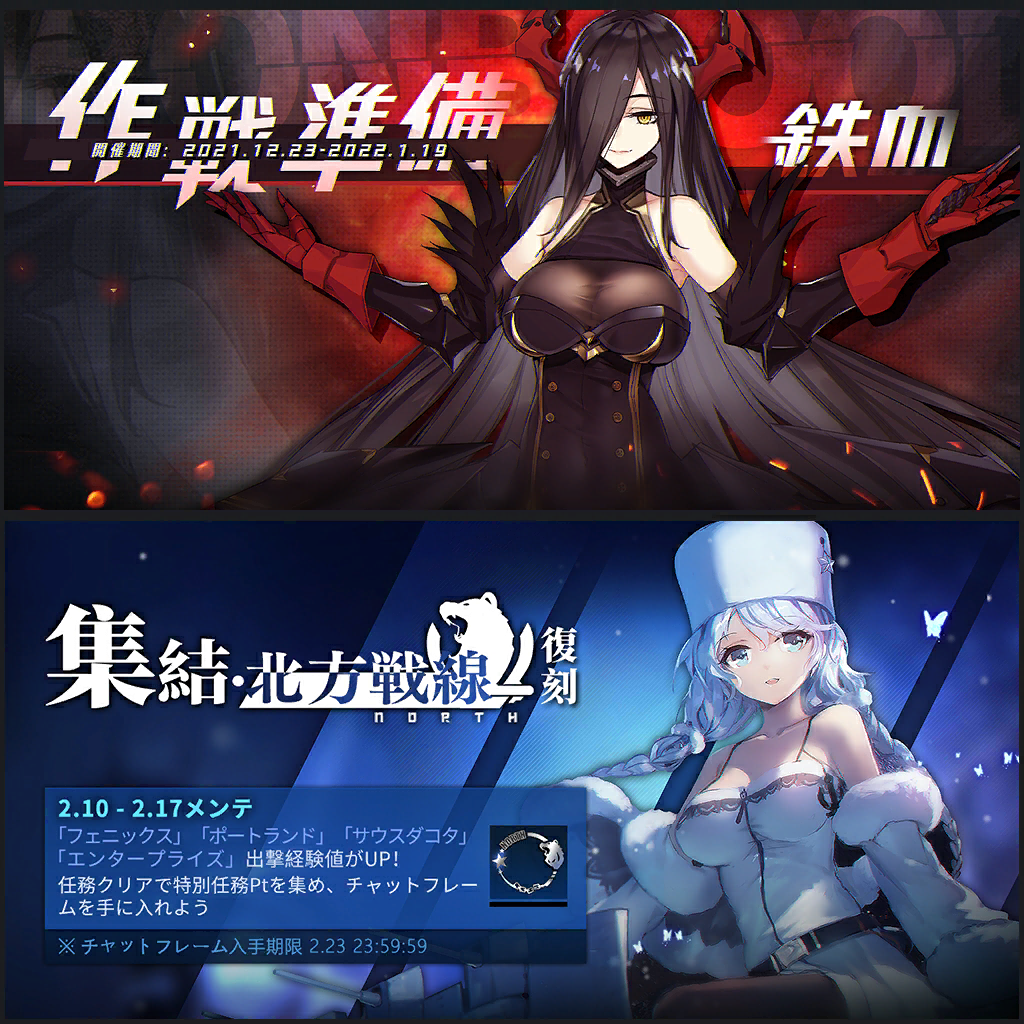 作戦準備
開催期間: 2021.12.23-2022.1.19
鉄血
集結・北方戦線
復刻
NORTH
2.10 - 2.17メンテ
「フェニックス」「ポートランド」「サウスダコタ」
「エンタープライズ」出撃経験値がUP!
任務クリアで特別任務Ptを集め、チャットフレー
ムを手に入れよう
※ チャットフレーム入手期限 2.23 23:59:59